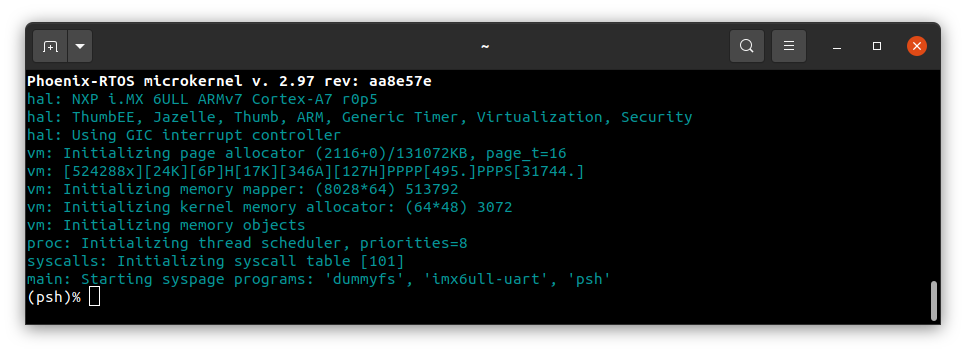 ~
Phoenix-RTOS microkernel v. 2.97 rev: aa8e57e
hal: NXP i.MX 6ULL ARMv7 Cortex-A7 r0p5
hal: ThumbEE, Jazelle, Thumb, ARM, Generic Timer, Virtualization, Security
hal: Using GIC interrupt controller
vm: Initializing page allocator (2116+0)/131072KB, page_t=16
vm: [524288x][24K][6P]H[17K][346A][127H]PPPP[495.]PPPS[31744.]
vm: Initializing memory mapper: (8028*64) 513792
vm: Initializing kernel memory allocator: (64*48) 3072
vm: Initializing memory objects
proc: Initializing thread scheduler, priorities=8
syscalls: Initializing syscall table [101]
main: Starting syspage programs: 'dummyfs', 'imx6ull-uart', 'psh'
(psh)%